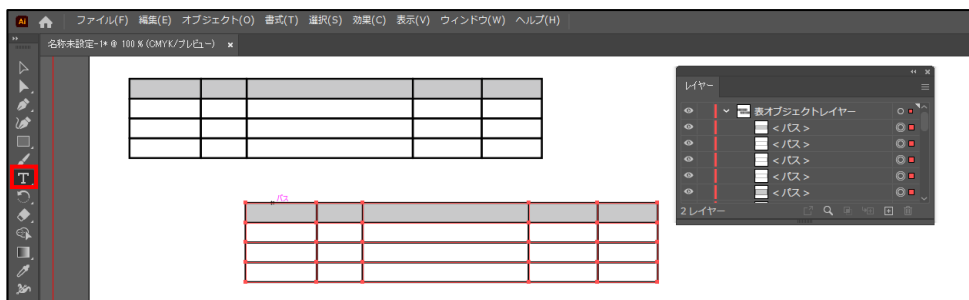 Ai ファイル(F) 編集(E) オブジェクト(O) 書式(T) 選択(S) 効果(C) 表示(V) ウィンドウ(W) ヘルプ(H)
名称未設定-1* @ 100 % (CMYK/プレビュー) ×
レイヤー
表オブジェクトレイヤー
<パス>
<パス>
<パス>
<パス>
<パス>
2 レイヤー
T
パス